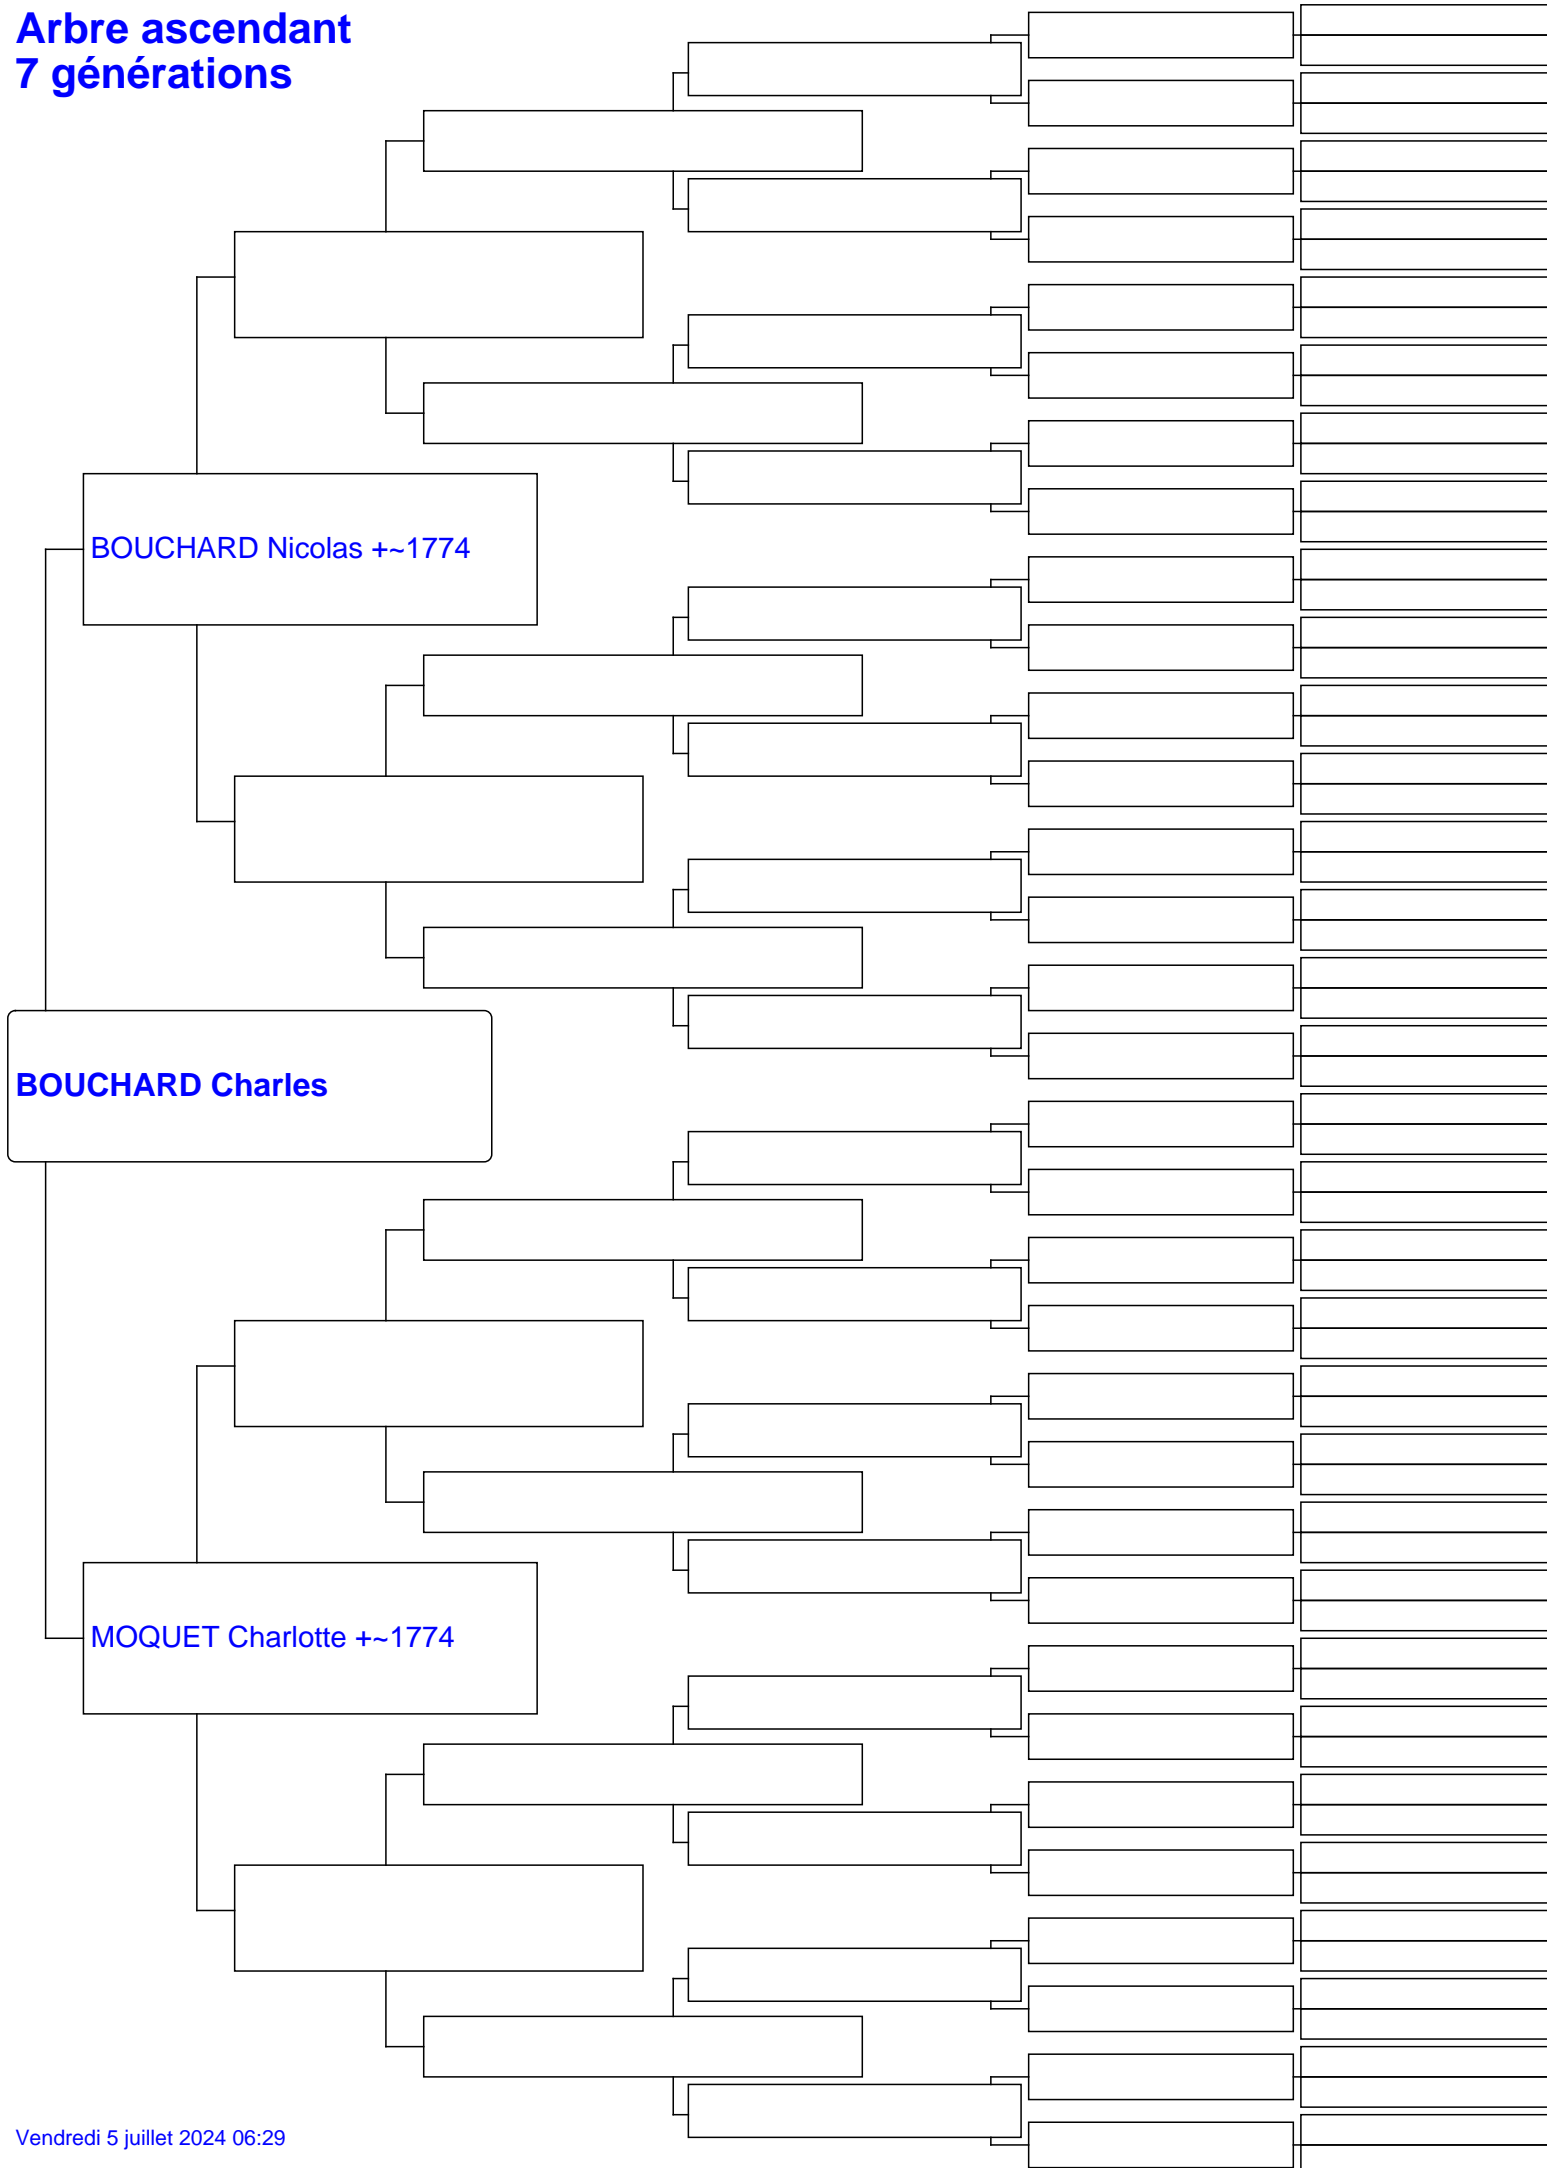 Arbre ascendant
7 générations
BOUCHARD Nicolas +~1774
BOUCHARD Charles
MOQUET Charlotte +~1774
Vendredi 5 juillet 2024 06:29